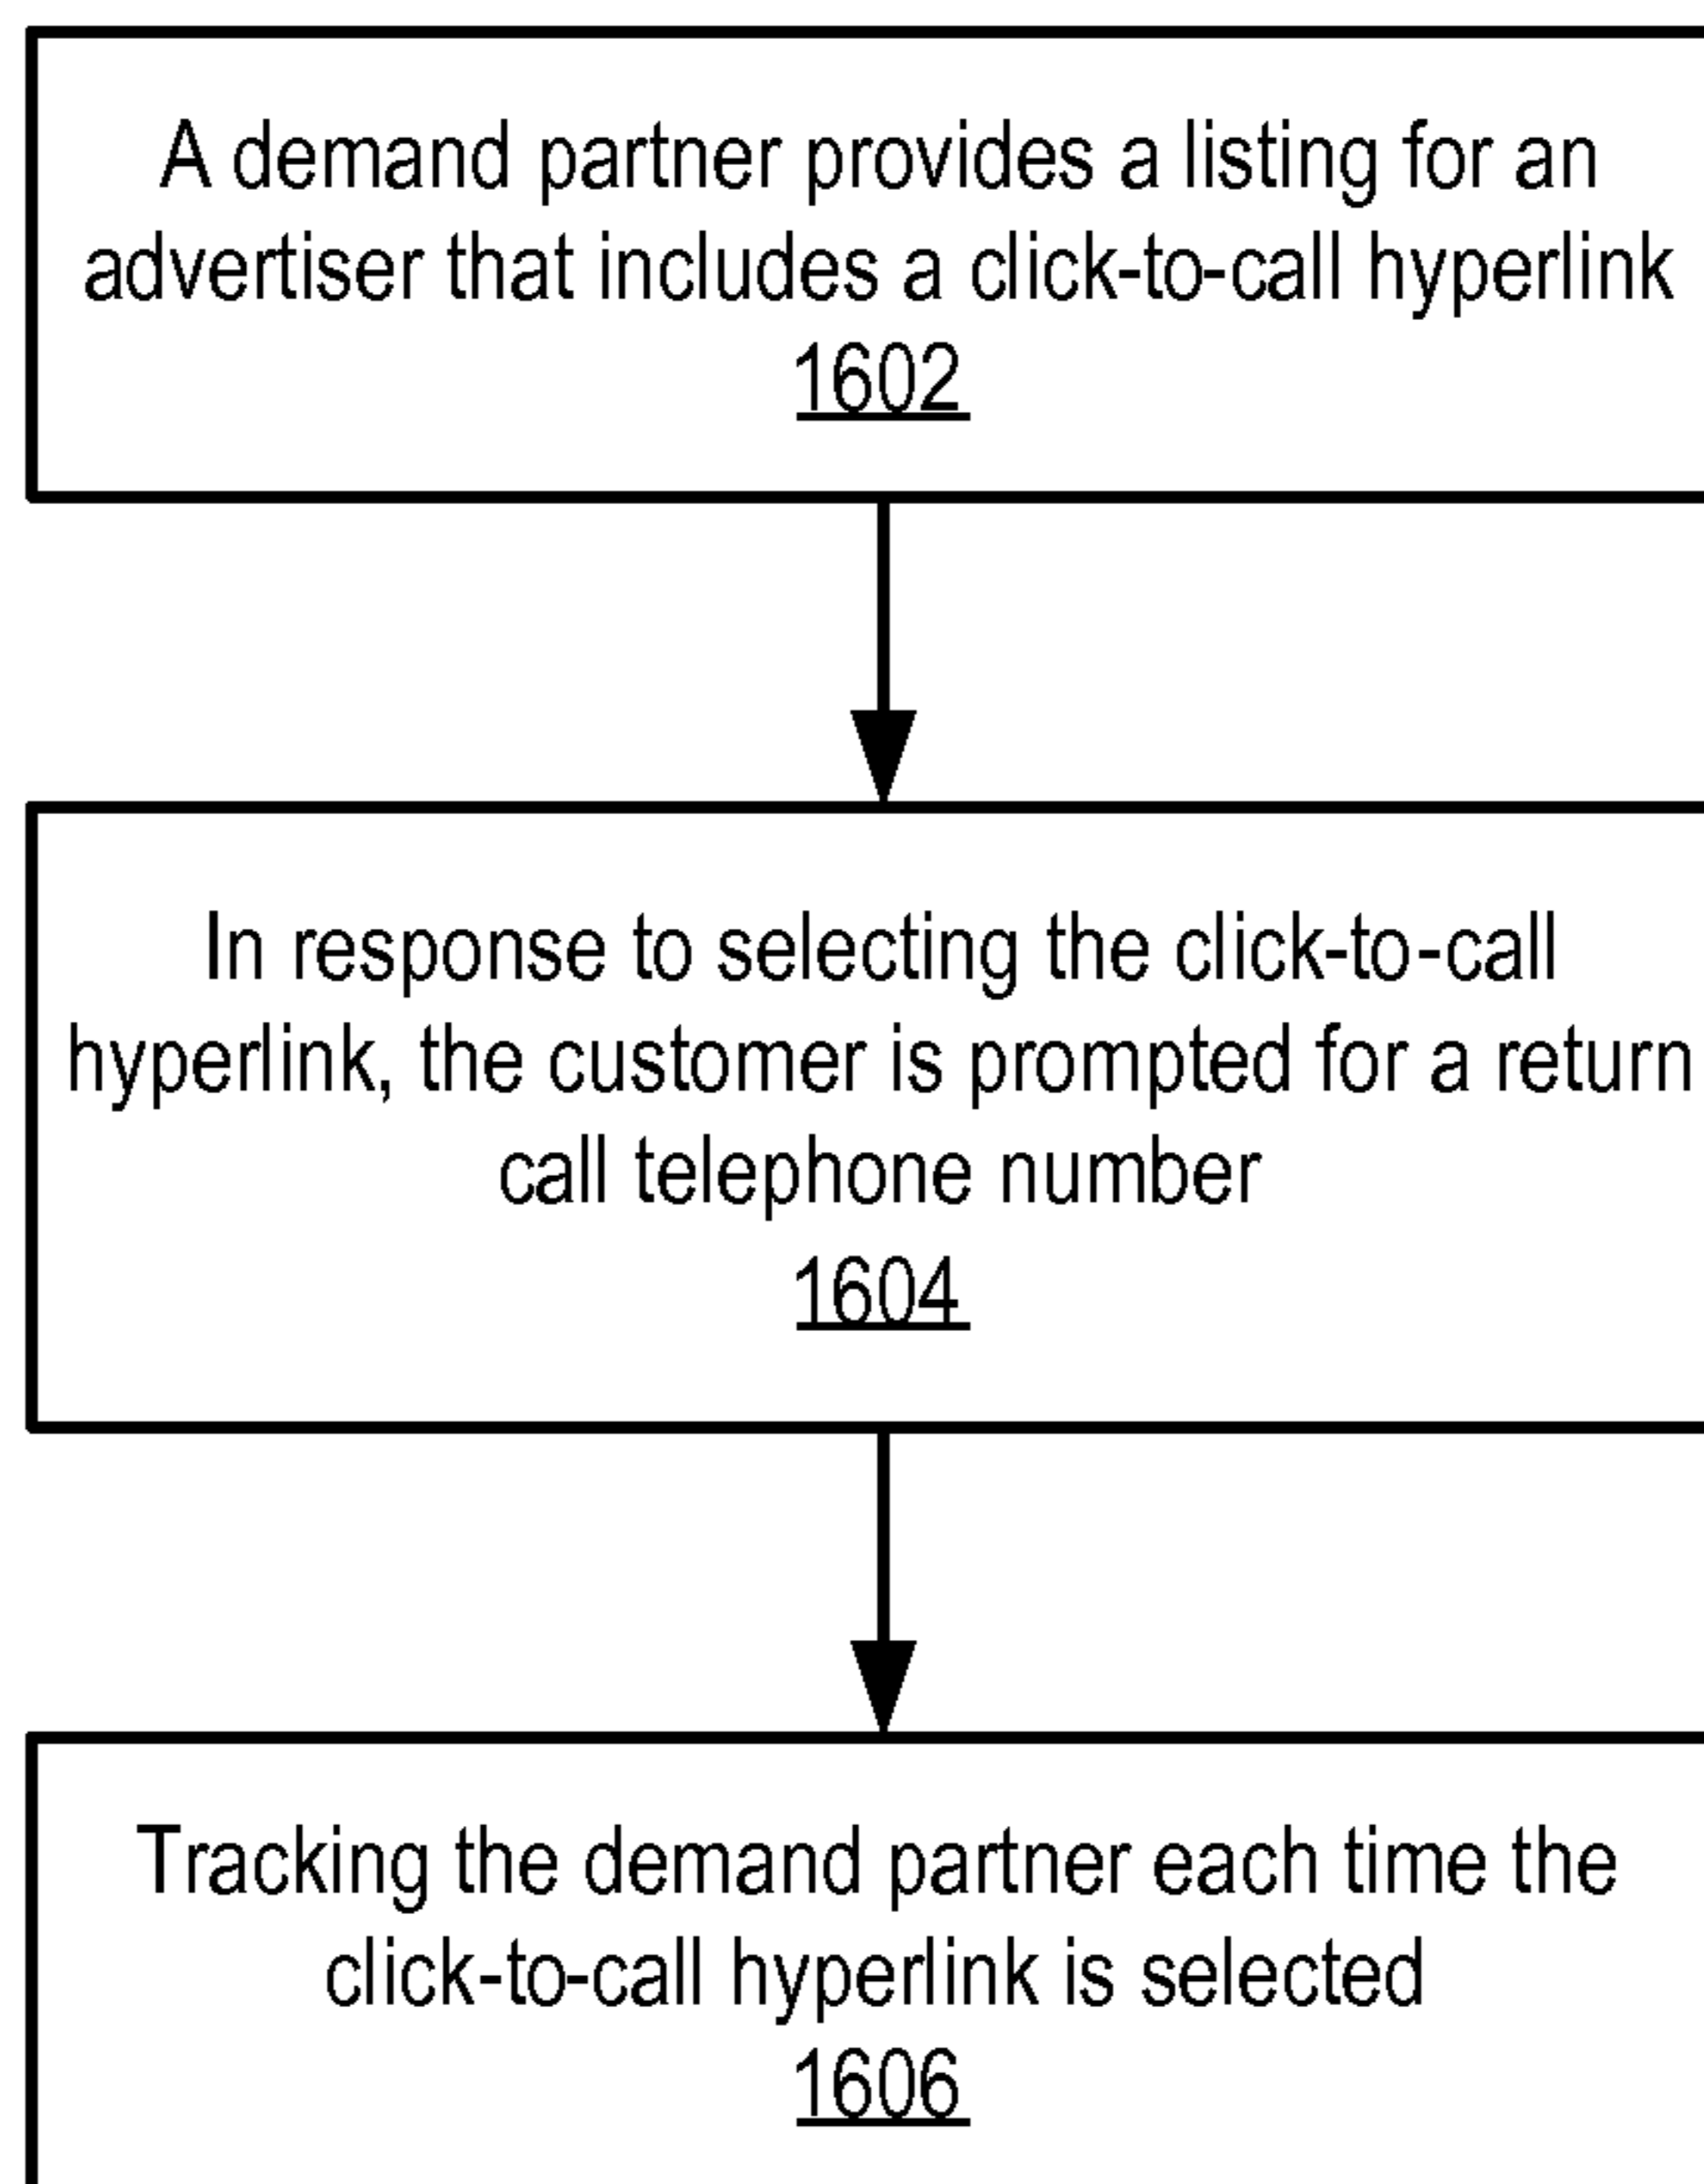 A demand partner provides a listing for an
advertiser that includes a click-to-call hyperlink
1602
In response to selecting the click-to-call
hyperlink, the customer is prompted for a return
call telephone number
1604
Tracking the demand partner each time the
click-to-call hyperlink is selected
1606